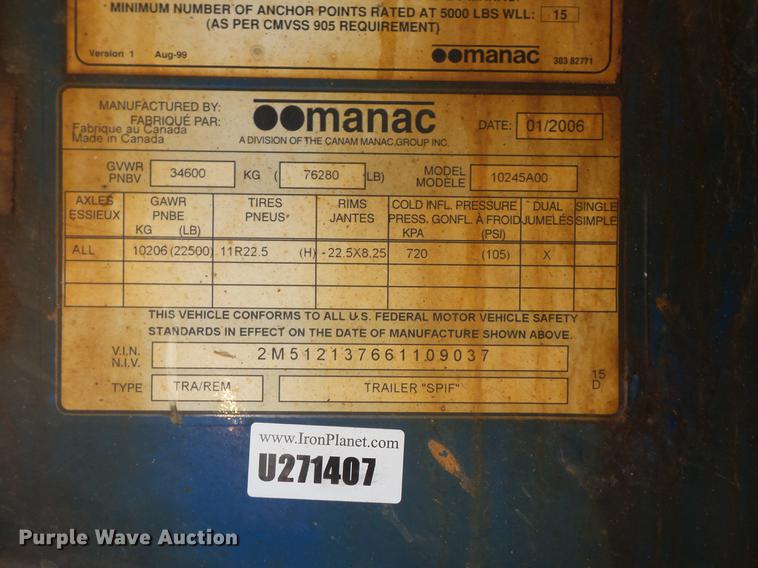 MINIMUM NUMBER OF ANCHOR POINTS RATED AT 5000 LBS WLL: 15
(AS PER CMVSS 905 REQUIREMENT)
Version 1 Aug-99 manac 303 82771
MANUFACTURED BY:
FABRIQUÉ PAR:
Fabrique au Canada
Made in Canada
manac
A DIVISION OF THE CANAM MANAC GROUP INC.
DATE: 01/2006
GVWR
PNBV 34600 KG ( 76280 LB)
MODEL
MODÈLE 10245A00
AXLES
ESSIEUX
GAWR
PNBE
KG (LB)
TIRES
PNEUS
RIMS
JANTES
COLD INFL. PRESSURE
PRESS. GONFL. À FROID
KPA (PSI)
DUAL
JUMELÉS
SINGLE
SIMPLE
ALL 10206 (22500) 11R22.5 (H) - 22.5X8.25 720 (105) X
THIS VEHICLE CONFORMS TO ALL U.S. FEDERAL MOTOR VEHICLE SAFETY
STANDARDS IN EFFECT ON THE DATE OF MANUFACTURE SHOWN ABOVE.
V.I.N.
N.I.V. 2M512137661109037
TYPE TRA/REM TRAILER "SPIF"
15
D
www.IronPlanet.com
U271407
Purple Wave Auction